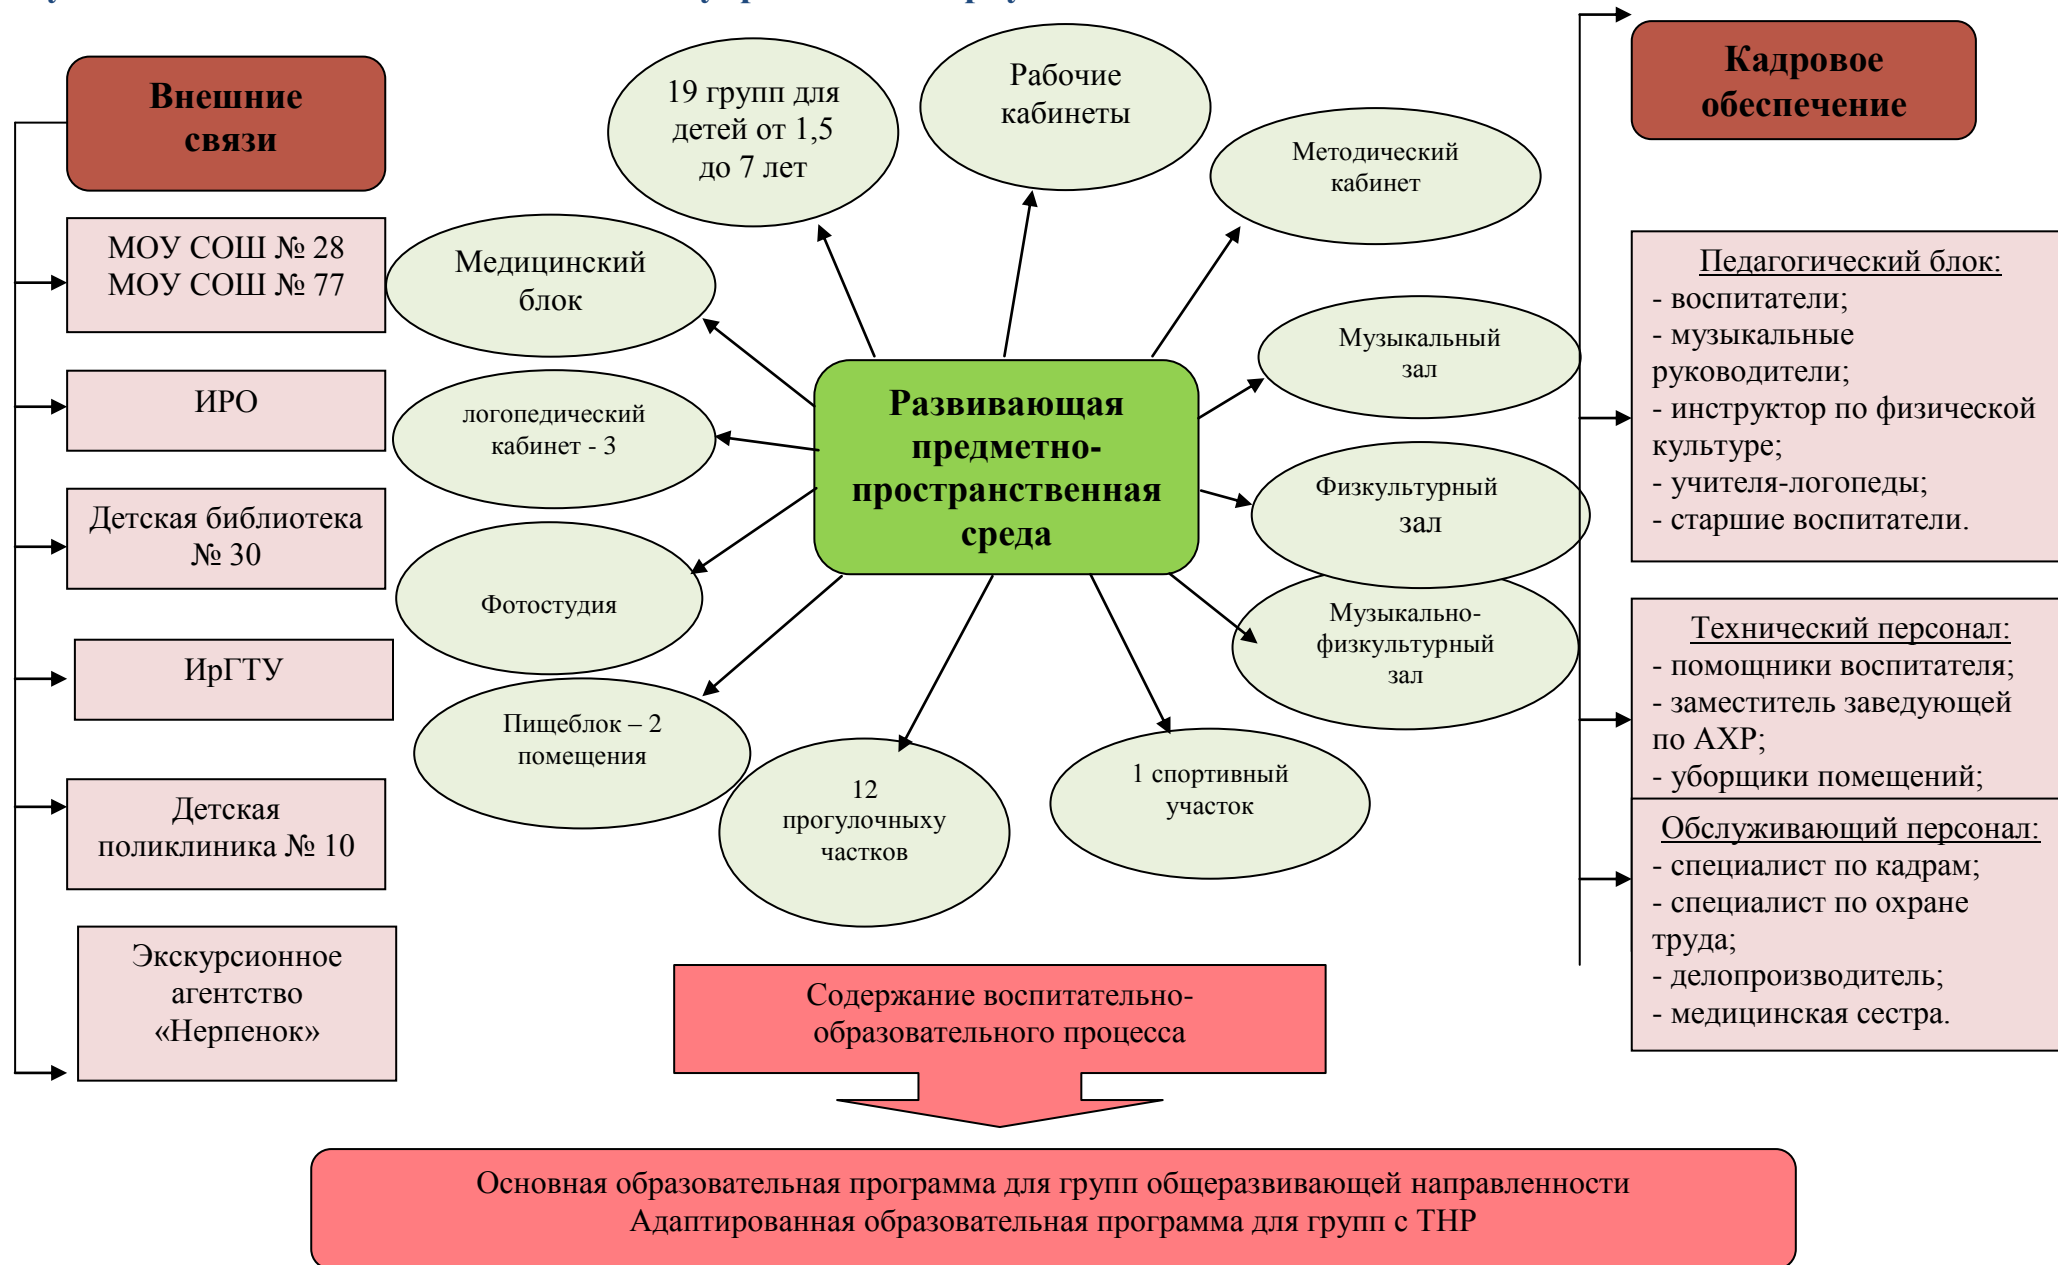 Внешние
связи
МОУ СОШ № 28
МОУ СОШ № 77
ИРО
Детская библиотека
№ 30
ИрГТУ
Детская
поликлиника № 10
Экскурсионное
агентство
«Нерпенок»
19 групп для
детей от 1,5
до 7 лет
Рабочие
кабинеты
Методический
кабинет
Медицинский
блок
Музыкальный
зал
логопедический
кабинет - 3
Развивающая
предметно-
пространственная
среда
Физкультурный
зал
Фотостудия
Музыкально-
физкультурный
зал
Пищеблок – 2
помещения
12
прогулочныху
частков
1 спортивный
участок
Кадровое
обеспечение
Педагогический блок:
- воспитатели;
- музыкальные
руководители;
- инструктор по физической
культуре;
- учителя-логопеды;
- старшие воспитатели.
Технический персонал:
- помощники воспитателя;
- заместитель заведующей
по АХР;
- уборщики помещений;
Обслуживающий персонал:
- специалист по кадрам;
- специалист по охране
труда;
- делопроизводитель;
- медицинская сестра.
Содержание воспитательно-
образовательного процесса
Основная образовательная программа для групп общеразвивающей направленности
Адаптированная образовательная программа для групп с ТНР